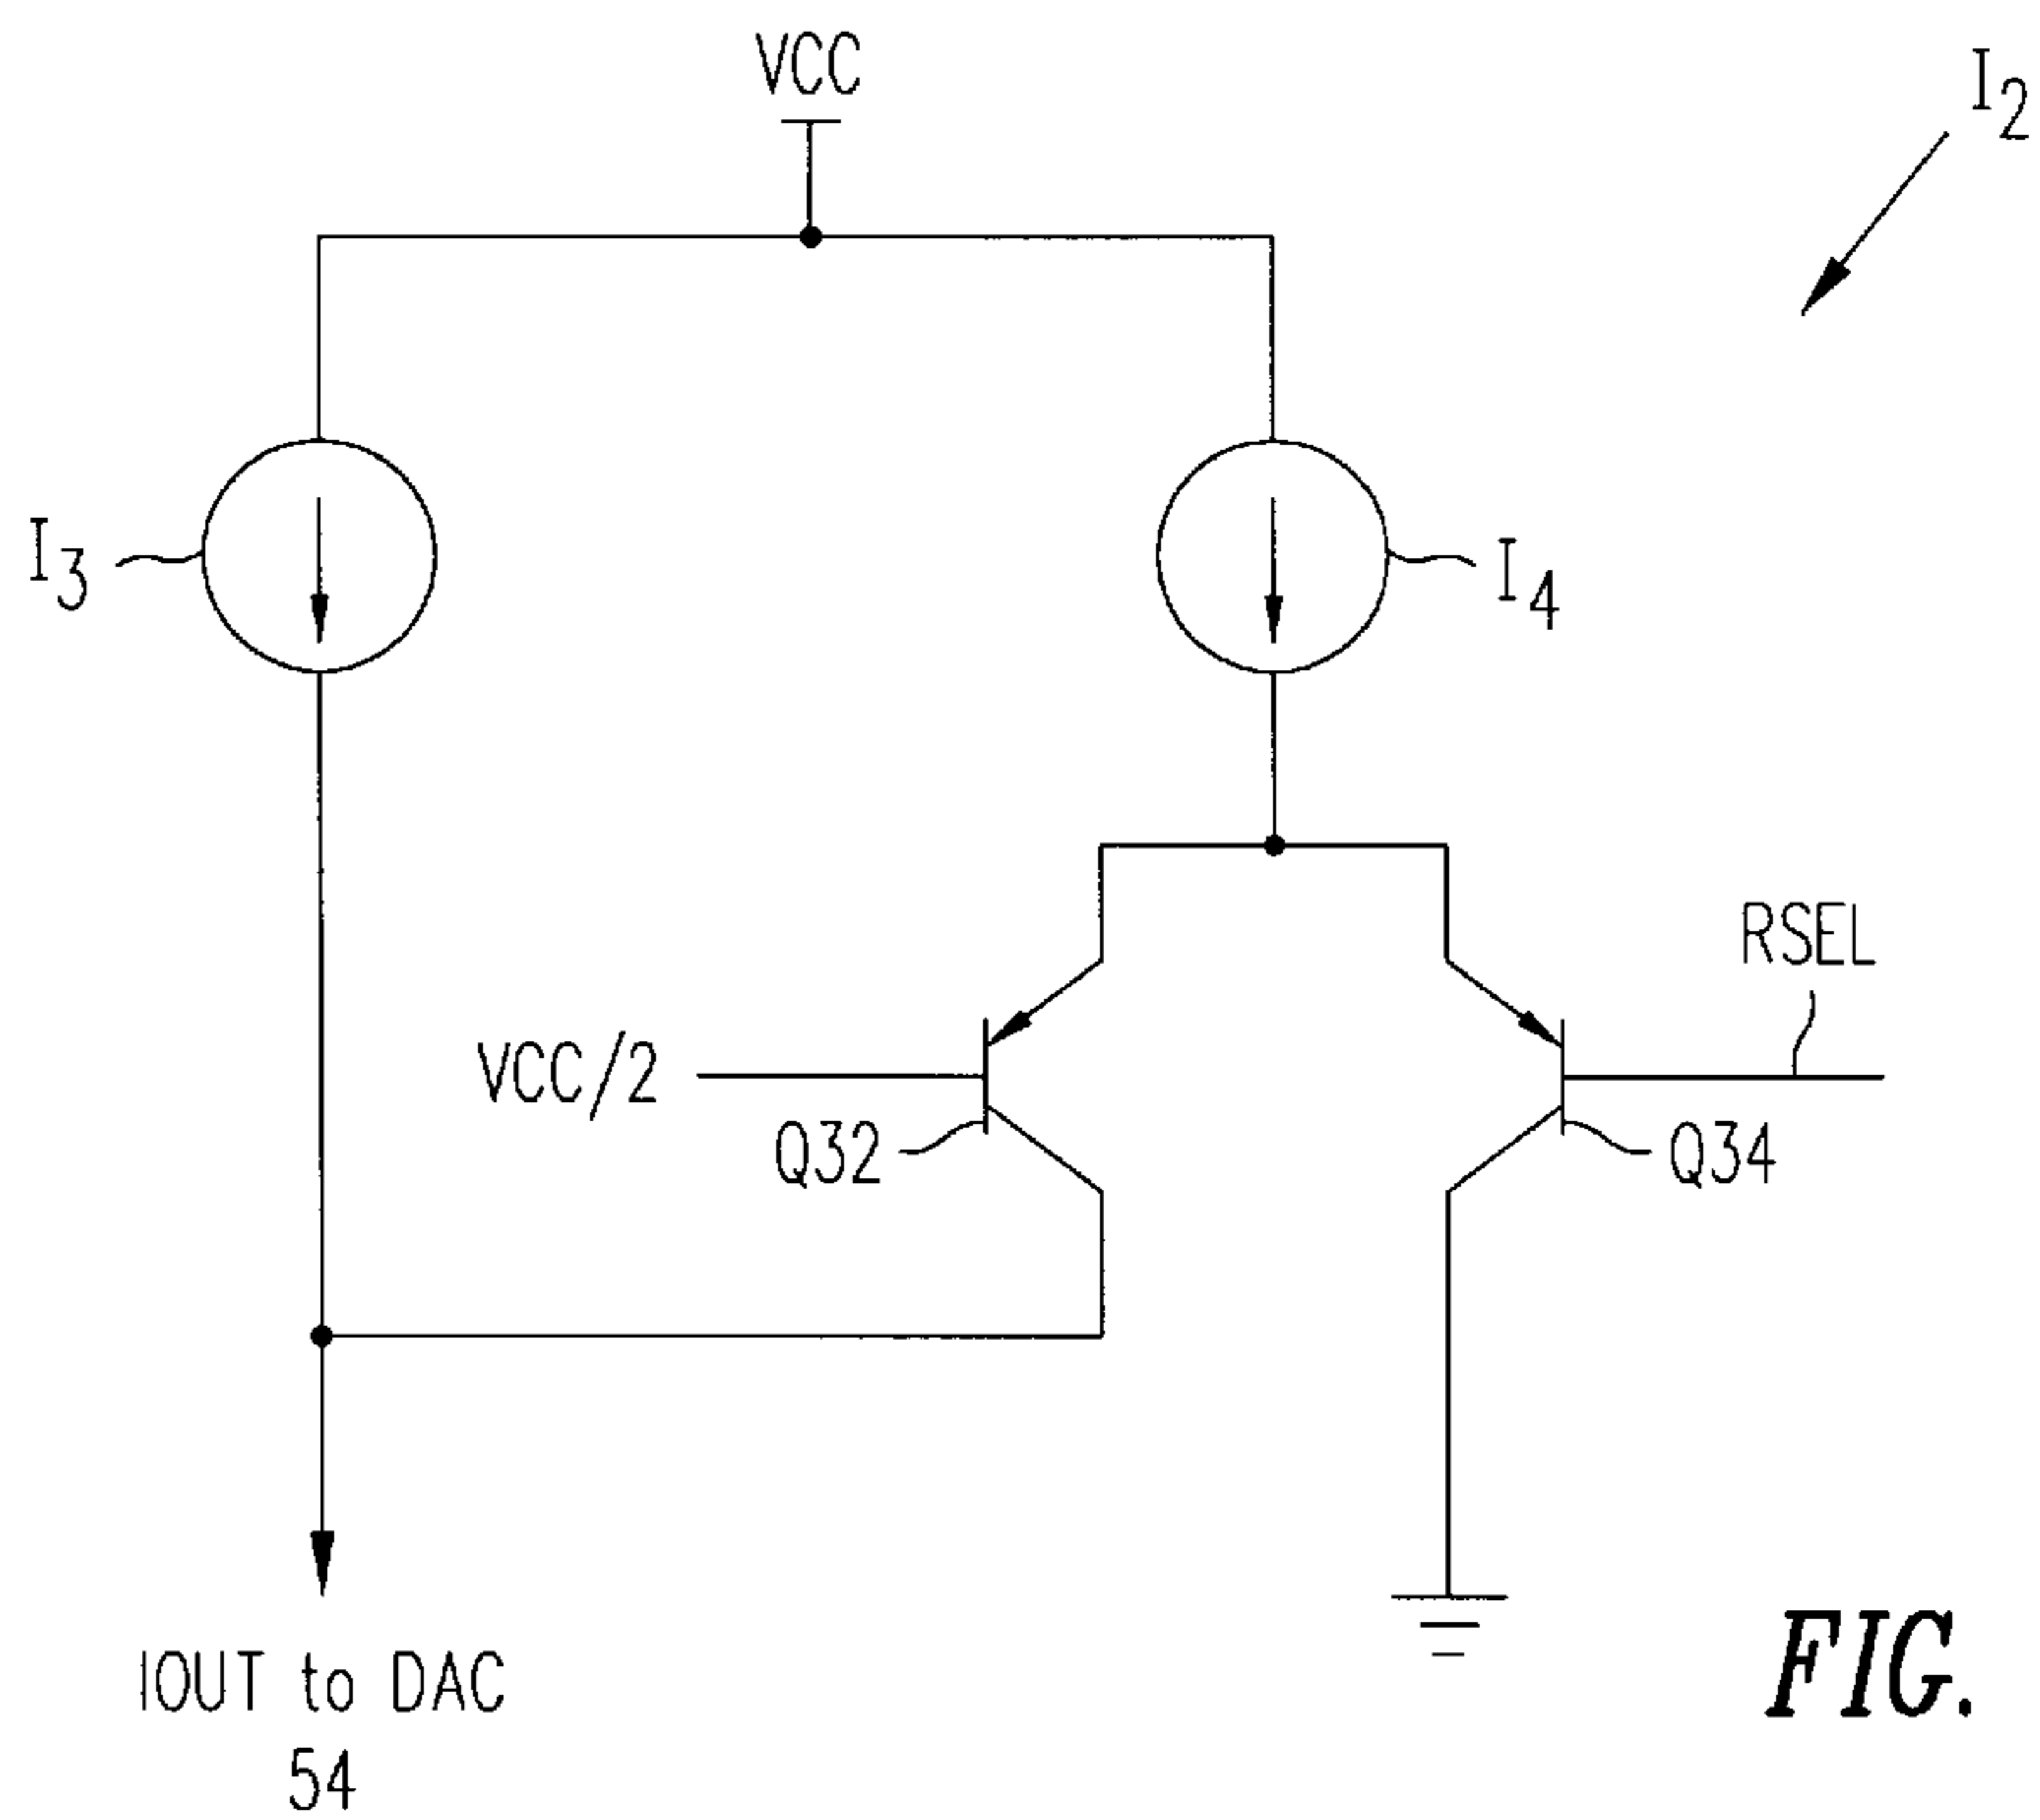 VCC
I2
I3
I4
RSEL
VCC/2
Q32
Q34
IOUT to DAC
54
FIG.